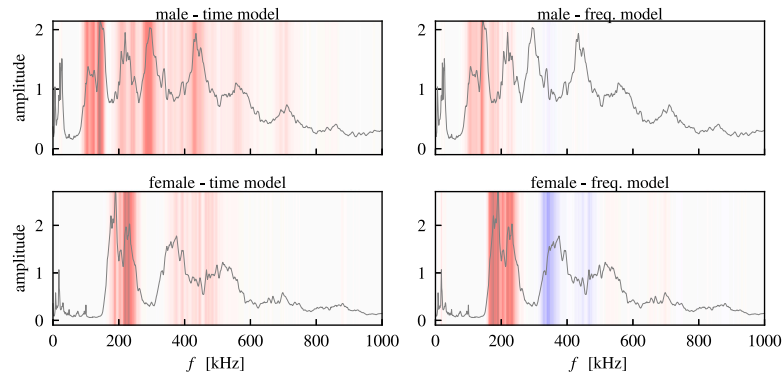 male - time model
male - freq. model
amplitude
2
1
0
2
1
0
female - time model
female - freq. model
amplitude
2
1
0
2
1
0
0 200 400 600 800 1000
0 200 400 600 800 1000
f [kHz]
f [kHz]